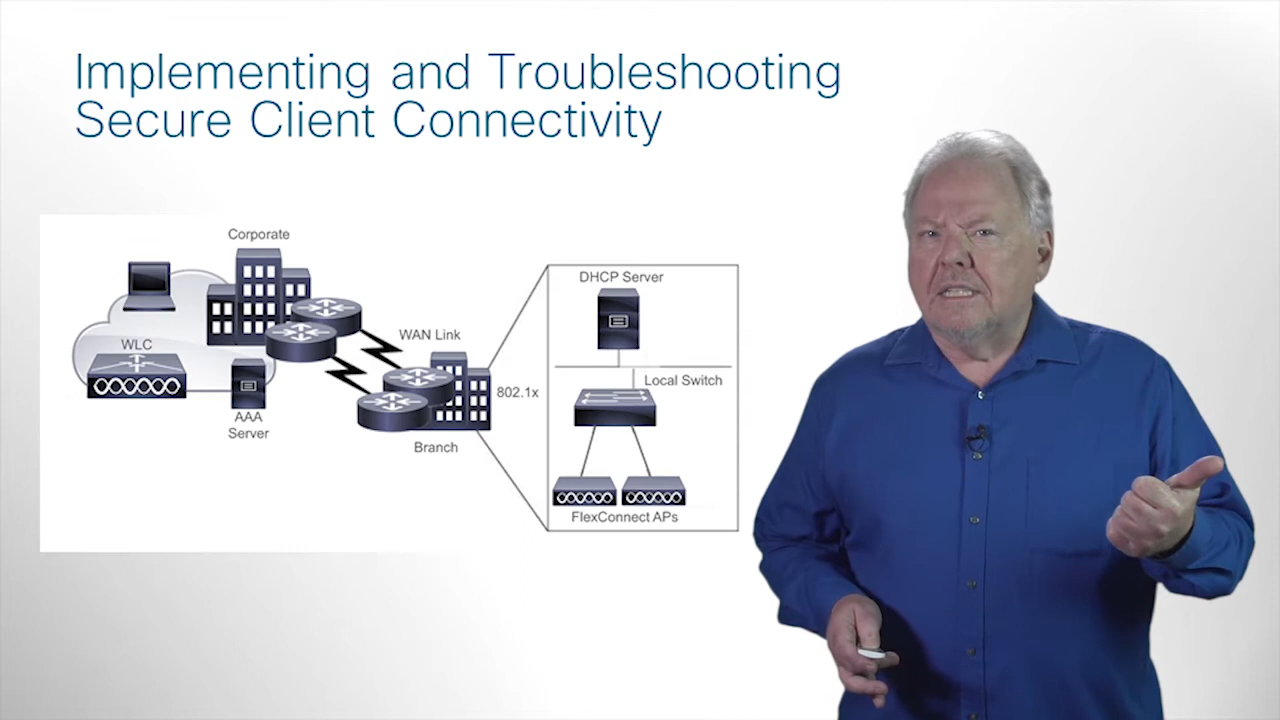 Implementing and Troubleshooting
Secure Client Connectivity
Corporate
WLC
AAA
Server
WAN Link
Branch
802.1x
DHCP Server
Local Switch
FlexConnect APs